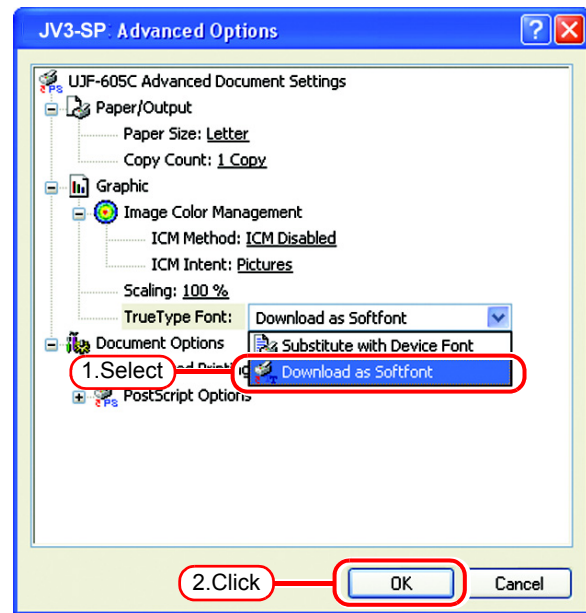 JV3-SP: Advanced Options
UJF-605C Advanced Document Settings
Paper/Output
Paper Size: Letter
Copy Count: 1 Copy
Graphic
Image Color Management
ICM Method: ICM Disabled
ICM Intent: Pictures
Scaling: 100 %
TrueType Font: Download as Softfont
Document Options
Substitute with Device Font
1.Select
Download as Softfont
PostScript Options
2.Click
OK
Cancel